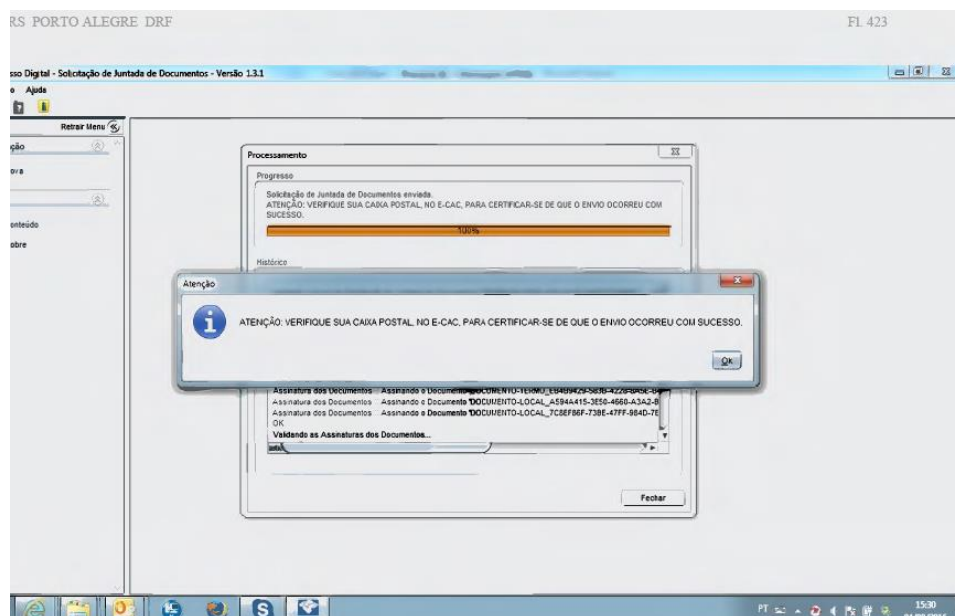 RS PORTO ALEGRE DRF
Fl. 423
sso Digital - Solicitação de Juntada de Documentos - Versão 1.3.1
o Ajuda
Retrair Menu
ção
ova
onteúdo
obre
Processamento
Progresso
Solicitação de Juntada de Documentos enviada.
ATENÇÃO: VERIFIQUE SUA CAIXA POSTAL, NO E-CAC, PARA CERTIFICAR-SE DE QUE O ENVIO OCORREU COM
SUCESSO.
100%
Histórico
Atenção
ATENÇÃO: VERIFIQUE SUA CAIXA POSTAL, NO E-CAC, PARA CERTIFICAR-SE DE QUE O ENVIO OCORREU COM SUCESSO.
Ok
Assinatura dos Documentos Assinando o Documento
Assinatura dos Documentos Assinando o Documento DOCUMENTO-LOCAL_A594A415-3E50-4668-A3A2-B
Assinatura dos Documentos Assinando o Documento DOCUMENTO-LOCAL_7C8EF86F-73BE-47FF-984D-7E
OK
Validando as Assinaturas dos Documentos...
Fechar
PT
15:30